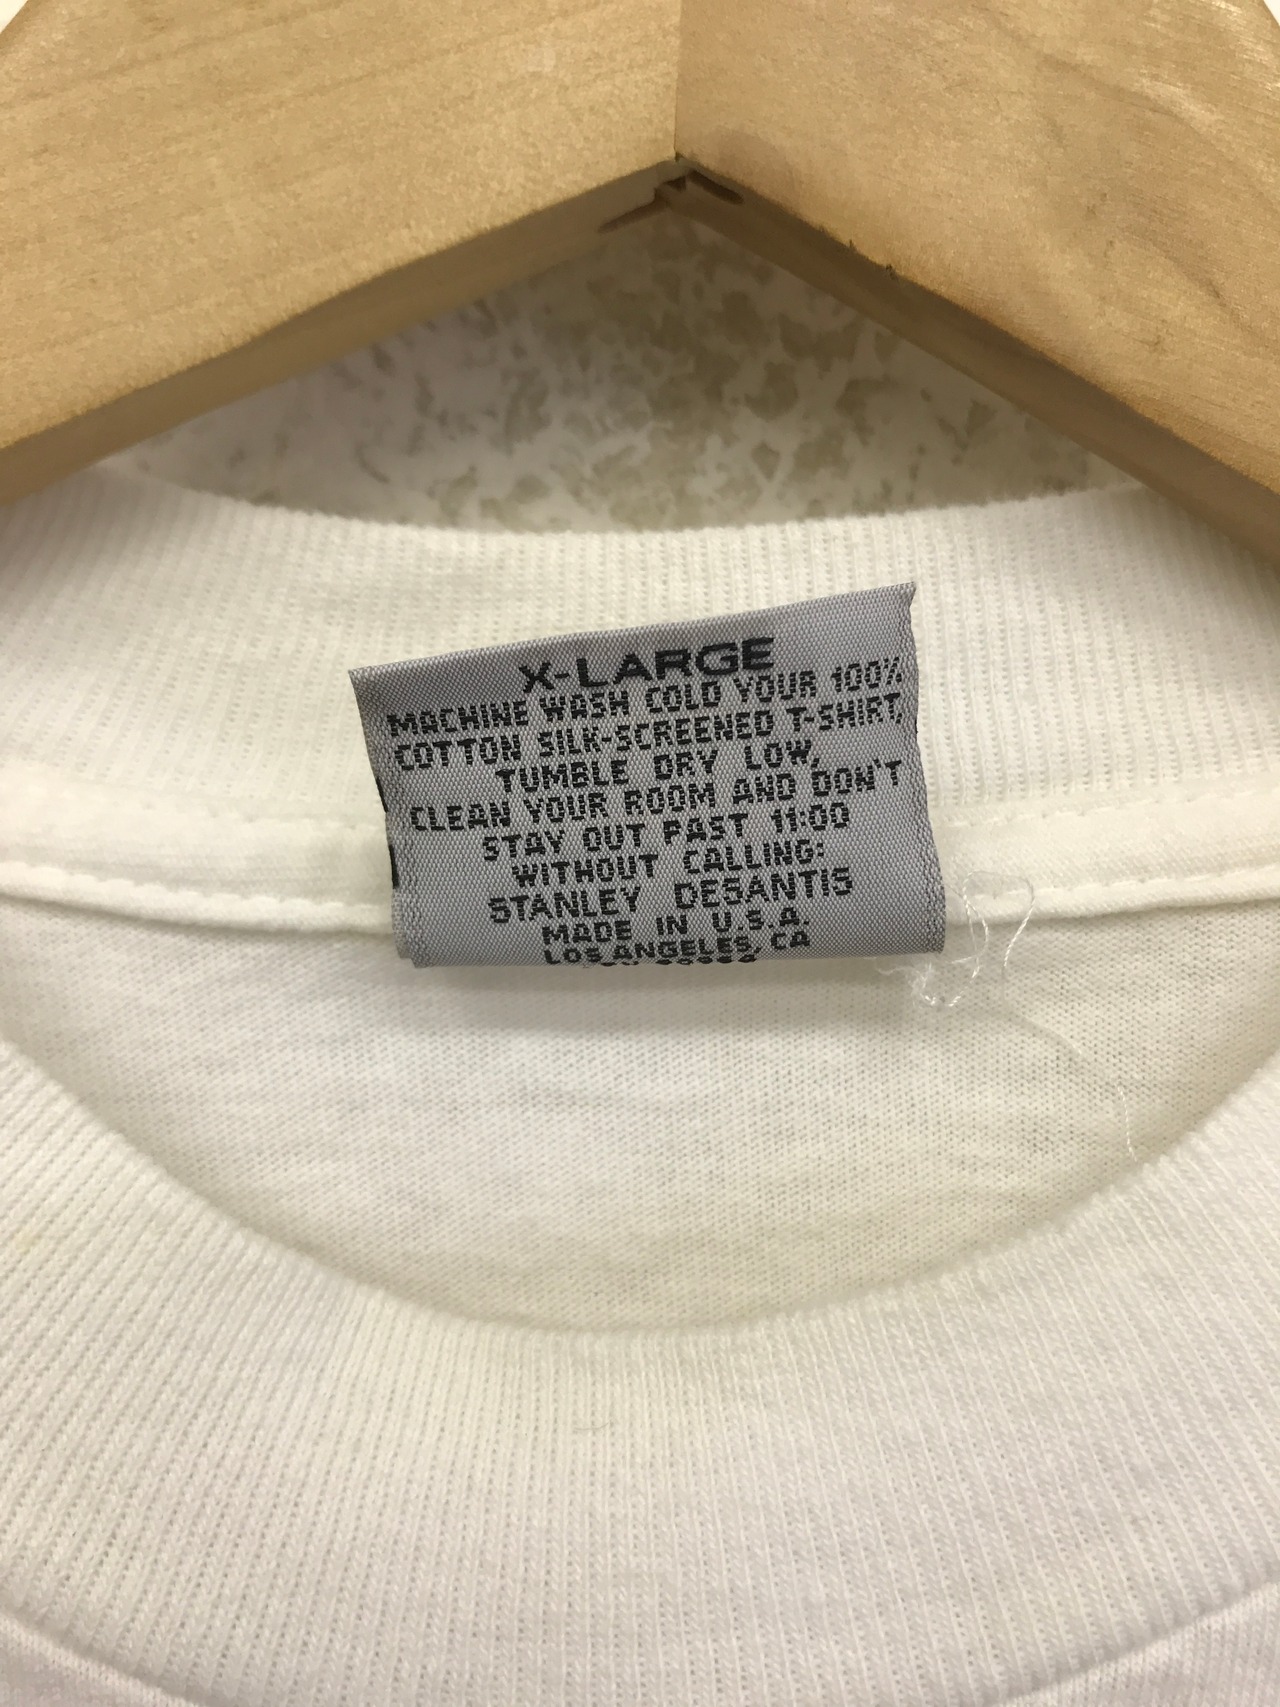 X-LARGE
MACHINE WASH COLD YOUR 100%
COTTON SILK-SCREENED T-SHIRT,
TUMBLE DRY LOW,
CLEAN YOUR ROOM AND DON'T
STAY OUT PAST 11:00
WITHOUT CALLING:
STANLEY DESANTIS
MADE IN U.S.A.
LOS ANGELES, CA